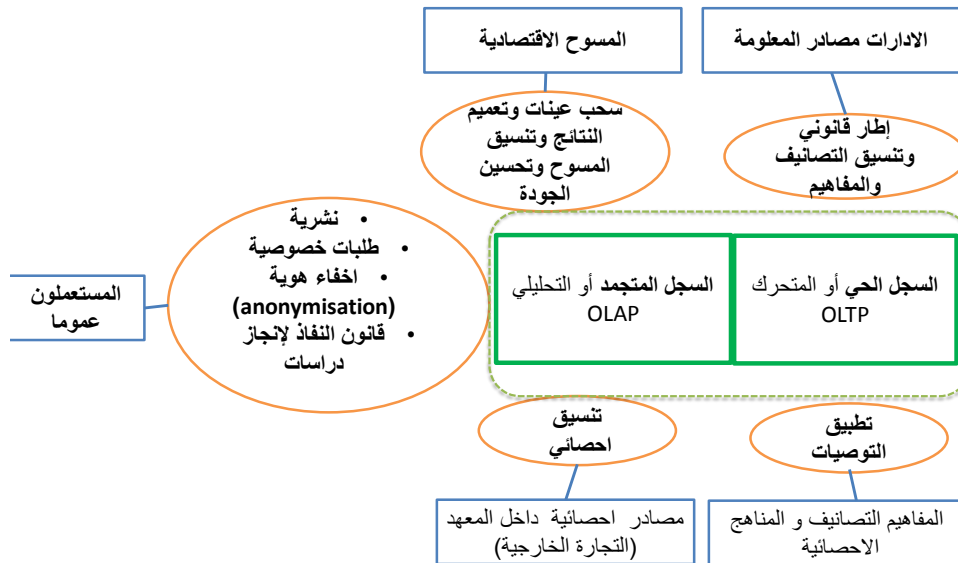 الادارات مصادر المعلومة
المسوح الاقتصادية
إطار قانوني
وتنسيق التصانيف
والمفاهيم
سحب عينات وتعميم
النتائج وتنسيق
المسوح وتحسين
الجودة
• نشرية
• طلبات خصوصية
• اخفاء هوية
(anonymisation)
• قانون النفاذ لإنجاز
دراسات
المستعملون
عموما
السجل الحي أو المتحرك
OLTP
السجل المتجمد أو التحليلي
OLAP
تطبيق
التوصيات
تنسيق
احصائي
المفاهيم التصانيف و المناهج
الاحصائية
مصادر احصائية داخل المعهد
(التجارة الخارجية)